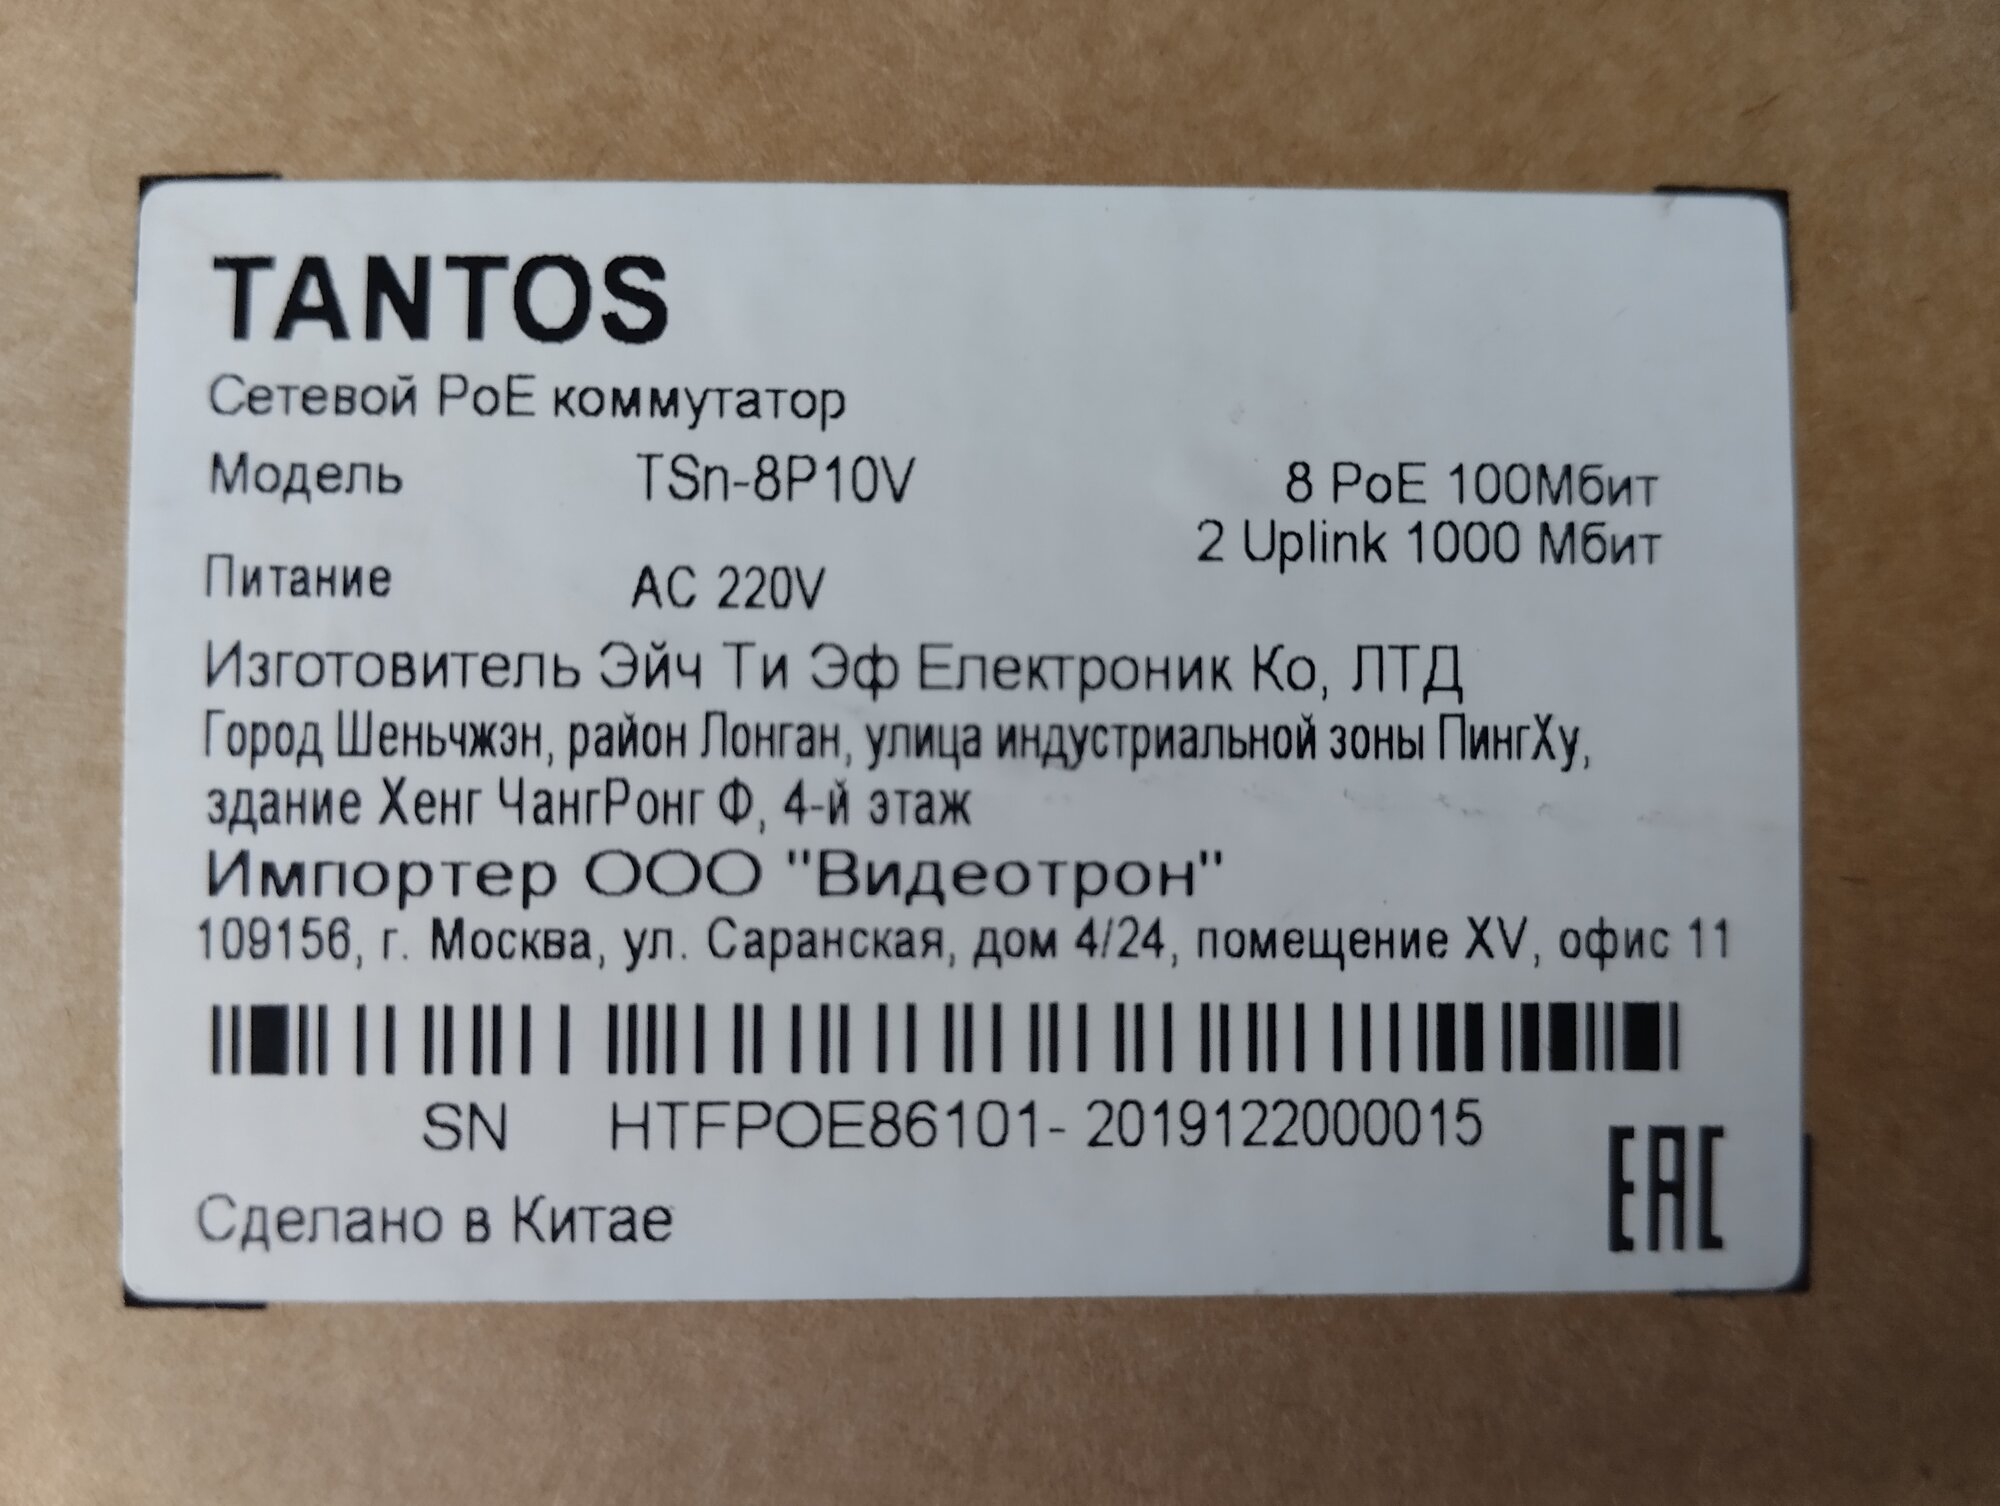 TANTOS
Сетевой PoE коммутатор
Модель TSn-8P10V 8 PoE 100Мбит
2 Uplink 1000 Мбит
Питание AC 220V
Изготовитель Эйч Ти Эф Електроник Ко, ЛТД
Город Шеньчжэн, район Лонган, улица индустриальной зоны ПингХу,
здание Хенг ЧангРонг Ф, 4-й этаж
Импортер ООО "Видеотрон"
109156, г. Москва, ул. Саранская, дом 4/24, помещение XV, офис 11
SN HTFPOE86101- 2019122000015
EAC
Сделано в Китае